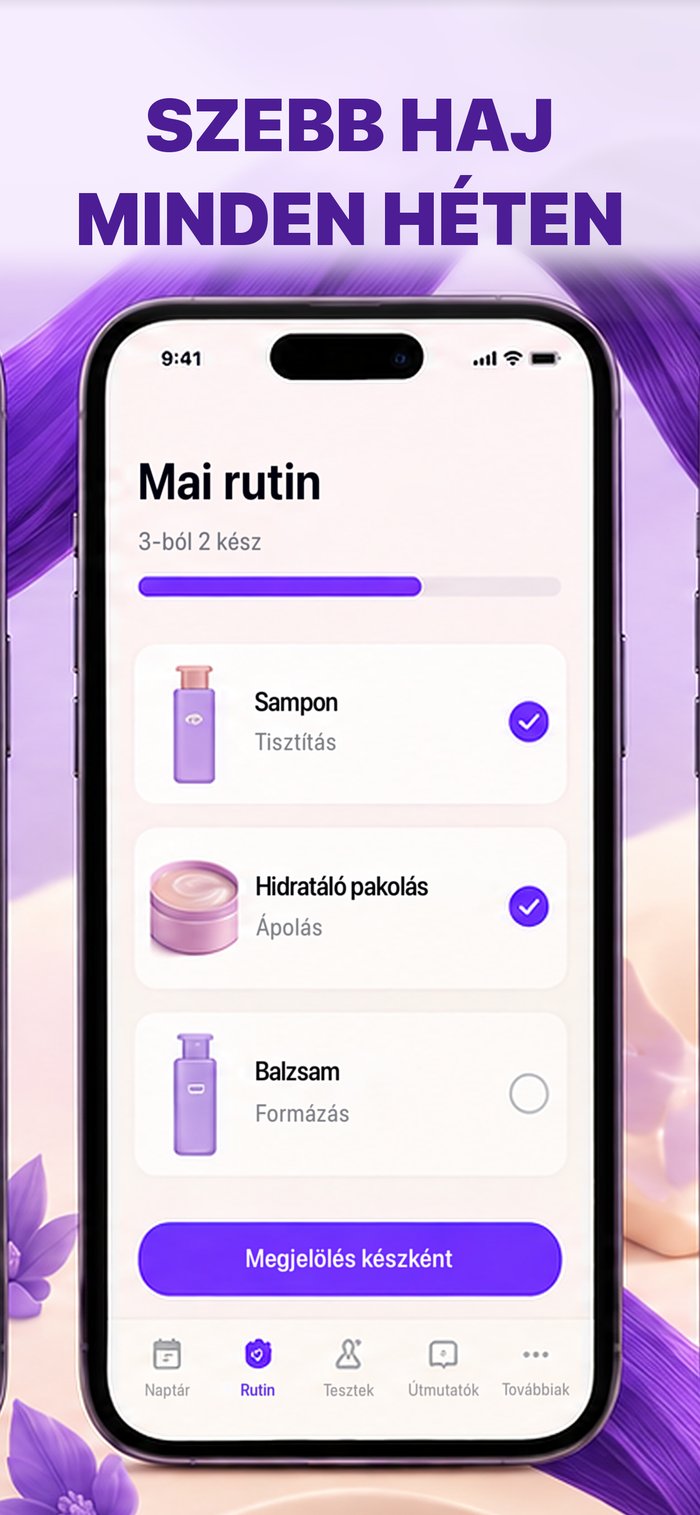 SZEBB HAJ
MINDEN HÉTEN
9:41
Mai rutin
3-ból 2 kész
Sampon
Tisztítás
Hidratáló pakolás
Ápolás
Balzsam
Formázás
Megjelölés készként
Naptár
Rutin
Tesztek
Útmutatók
Továbbiak